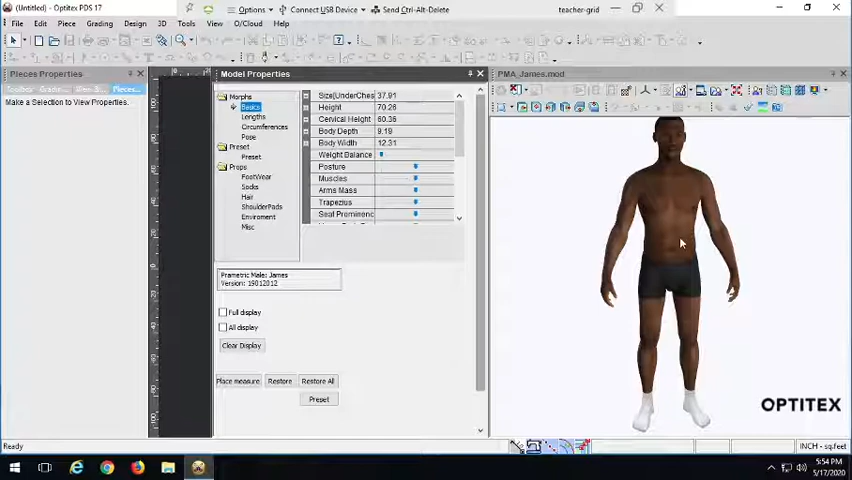 (Untitled) - Optitex PDS 17
Options
Connect USB Device
Send Ctrl-Alt-Delete
teacher-grid
File Edit Piece Grading Design 3D Tools View O/Cloud Help
Pieces Properties
Model Properties
PMA_James.mod
Pieces...
Make a Selection to View Properties.
Morphs
Basics
Lengths
Circumferences
Pose
Preset
Preset
Props
FootWear
Socks
Hair
ShoulderPads
Enviroment
Misc
Size(UnderChes 37.91
Height 70.26
Cervical Height 60.36
Body Depth 9.19
Body Width 12.31
Weight Balance
Posture
Muscles
Arms Mass
Trapezius
Seat Prominenc
Prametric Male: James
Version: 19012012
Full display
All display
Clear Display
Place measure Restore Restore All
Preset
OPTITEX
Ready
INCH - sq.feet
5:54 PM
5/17/2020